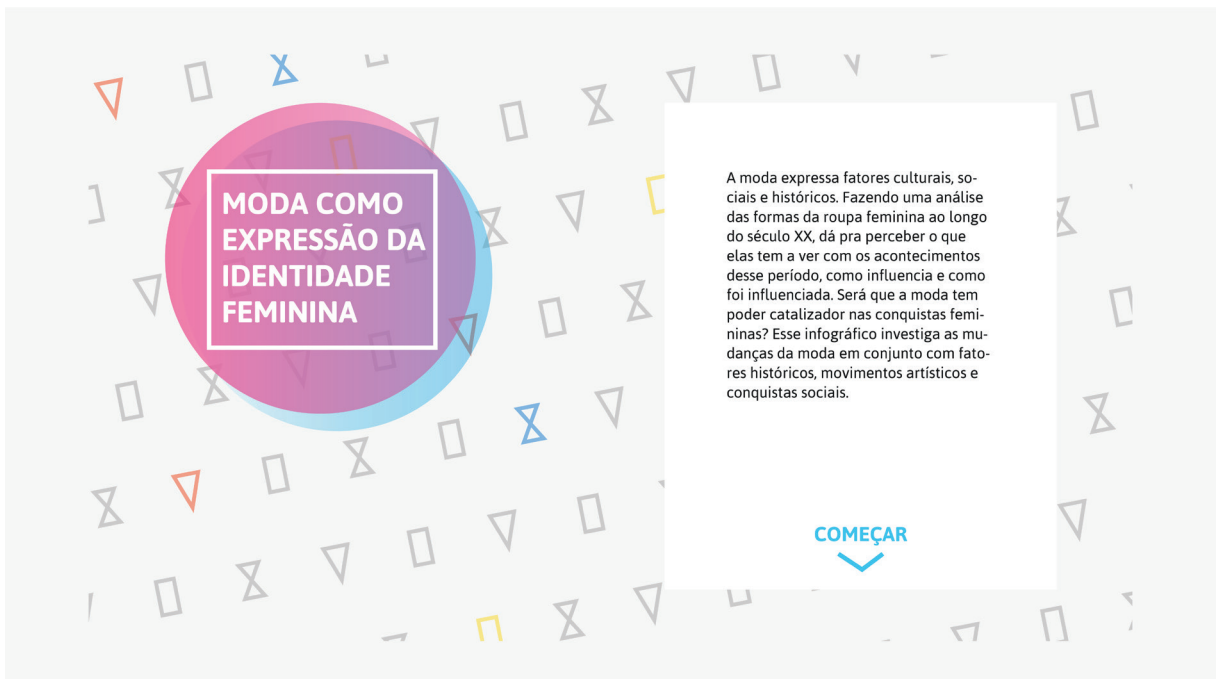 MODA COMO
EXPRESSÃO DA
IDENTIDADE
FEMININA
A moda expressa fatores culturais, so-
ciais e históricos. Fazendo uma análise
das formas da roupa feminina ao longo
do século XX, dá pra perceber o que
elas tem a ver com os acontecimentos
desse período, como influencia e como
foi influenciada. Será que a moda tem
poder catalizador nas conquistas femi-
ninas? Esse infográfico investiga as mu-
danças da moda em conjunto com fato-
res históricos, movimentos artísticos e
conquistas sociais.
COMEÇAR